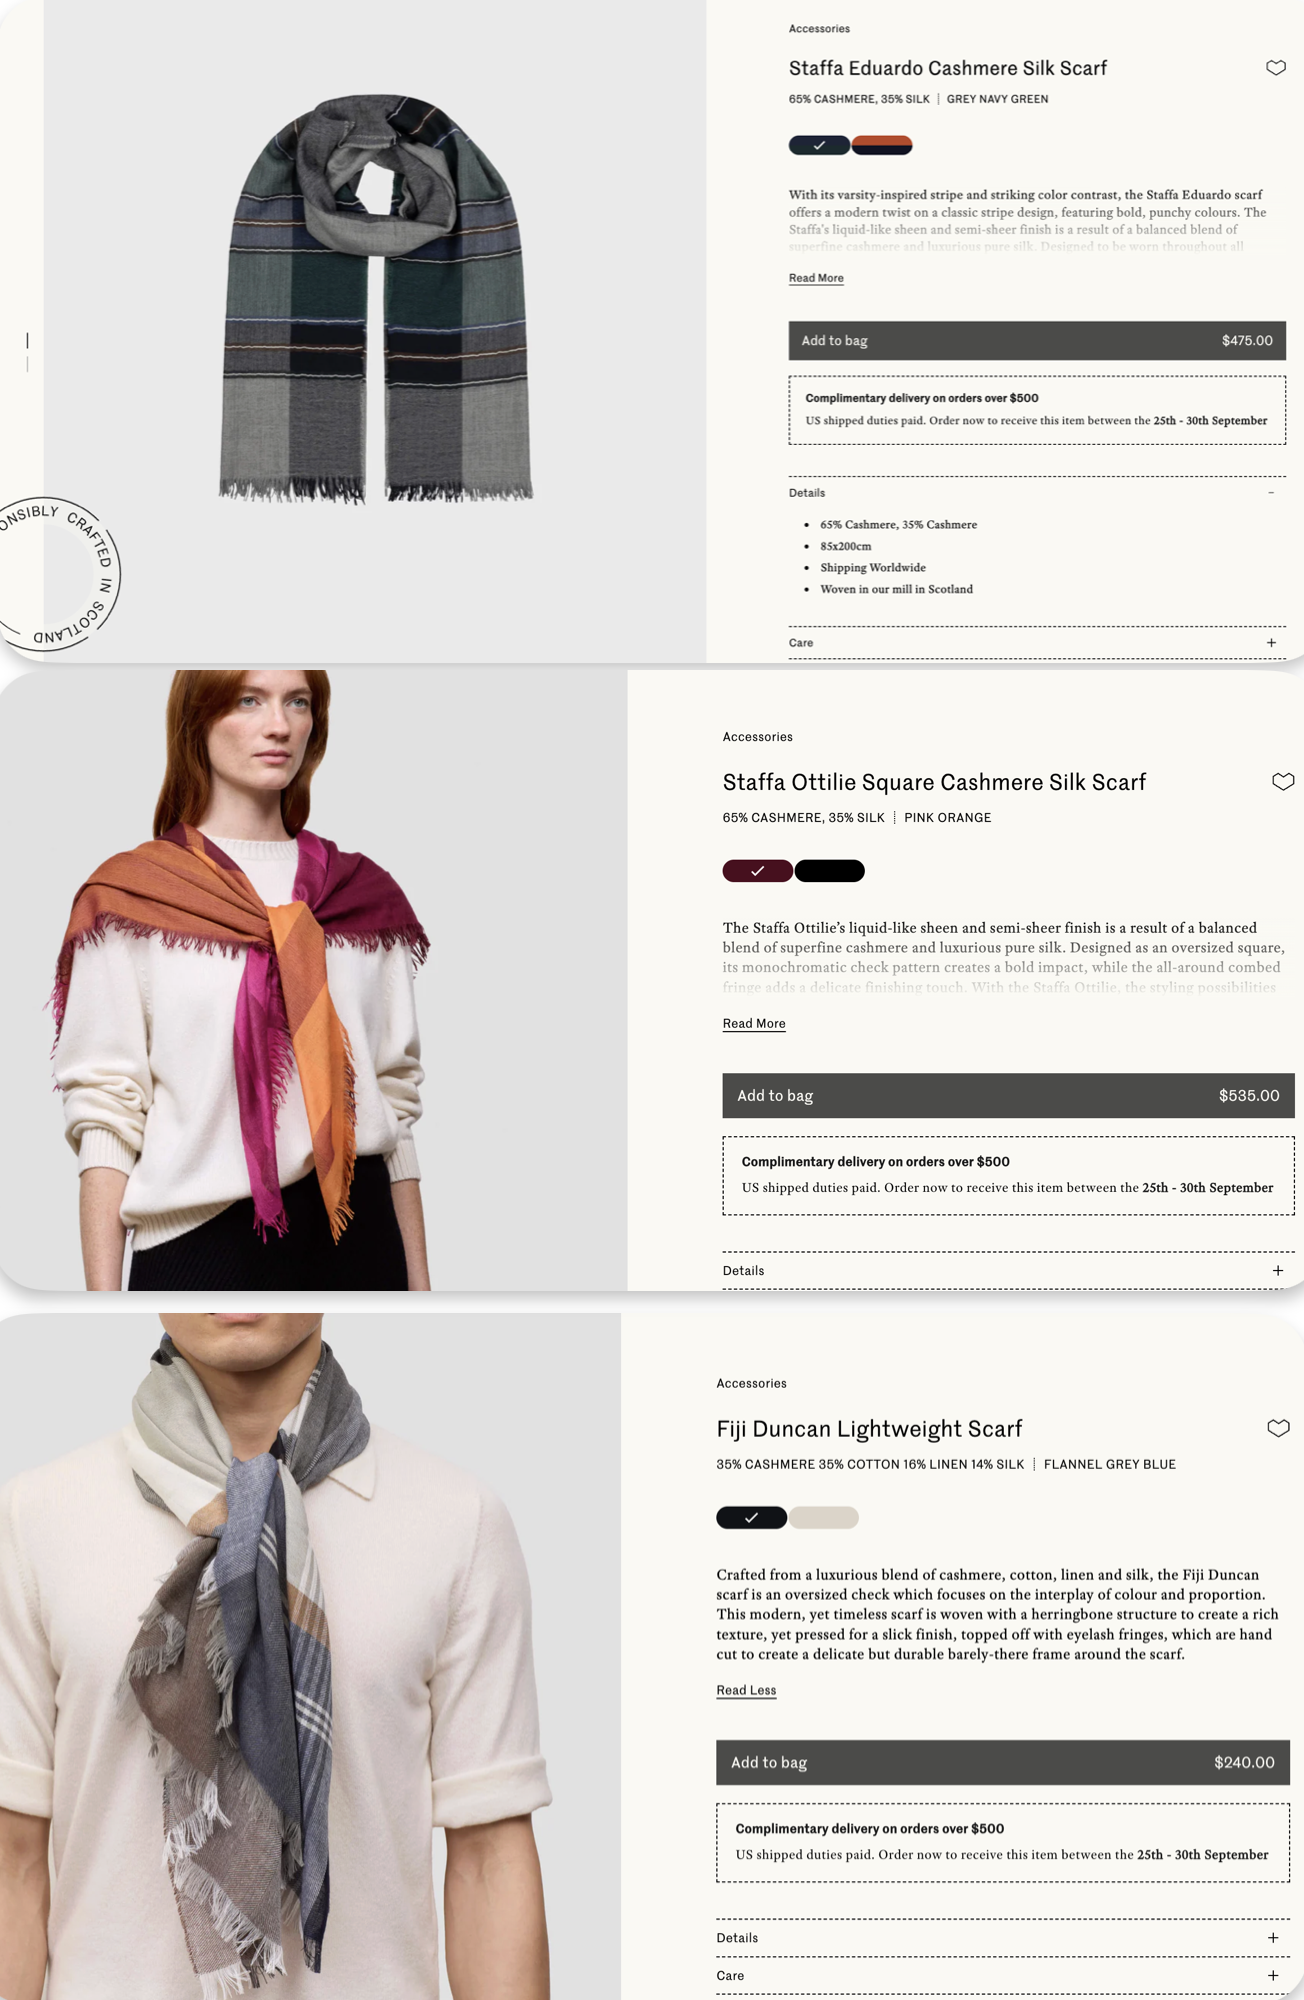 Accessories
Staffa Eduardo Cashmere Silk Scarf
65% CASHMERE, 35% SILK | GREY NAVY GREEN
With its varsity-inspired stripe and striking color contrast, the Staffa Eduardo scarf
offers a modern twist on a classic stripe design, featuring bold, punchy colours. The
Staffa's liquid-like sheen and semi-sheer finish is a result of a balanced blend of
superfine cashmere and luxurious pure silk. Designed to be worn throughout all
Read More
Add to bag $475.00
Complimentary delivery on orders over $500
US shipped duties paid. Order now to receive this item between the 25th - 30th September
Details −
• 65% Cashmere, 35% Cashmere
• 85x200cm
• Shipping Worldwide
• Woven in our mill in Scotland
Care +
ONSIBLY CRAFTED IN SCOTLAND
Accessories
Staffa Ottilie Square Cashmere Silk Scarf
65% CASHMERE, 35% SILK | PINK ORANGE
The Staffa Ottilie’s liquid-like sheen and semi-sheer finish is a result of a balanced
blend of superfine cashmere and luxurious pure silk. Designed as an oversized square,
its monochromatic check pattern creates a bold impact, while the all-around combed
fringe adds a delicate finishing touch. With the Staffa Ottilie, the styling possibilities
Read More
Add to bag $535.00
Complimentary delivery on orders over $500
US shipped duties paid. Order now to receive this item between the 25th - 30th September
Details +
Accessories
Fiji Duncan Lightweight Scarf
35% CASHMERE 35% COTTON 16% LINEN 14% SILK | FLANNEL GREY BLUE
Crafted from a luxurious blend of cashmere, cotton, linen and silk, the Fiji Duncan
scarf is an oversized check which focuses on the interplay of colour and proportion.
This modern, yet timeless scarf is woven with a herringbone structure to create a rich
texture, yet pressed for a slick finish, topped off with eyelash fringes, which are hand
cut to create a delicate but durable barely-there frame around the scarf.
Read Less
Add to bag $240.00
Complimentary delivery on orders over $500
US shipped duties paid. Order now to receive this item between the 25th - 30th September
Details +
Care +